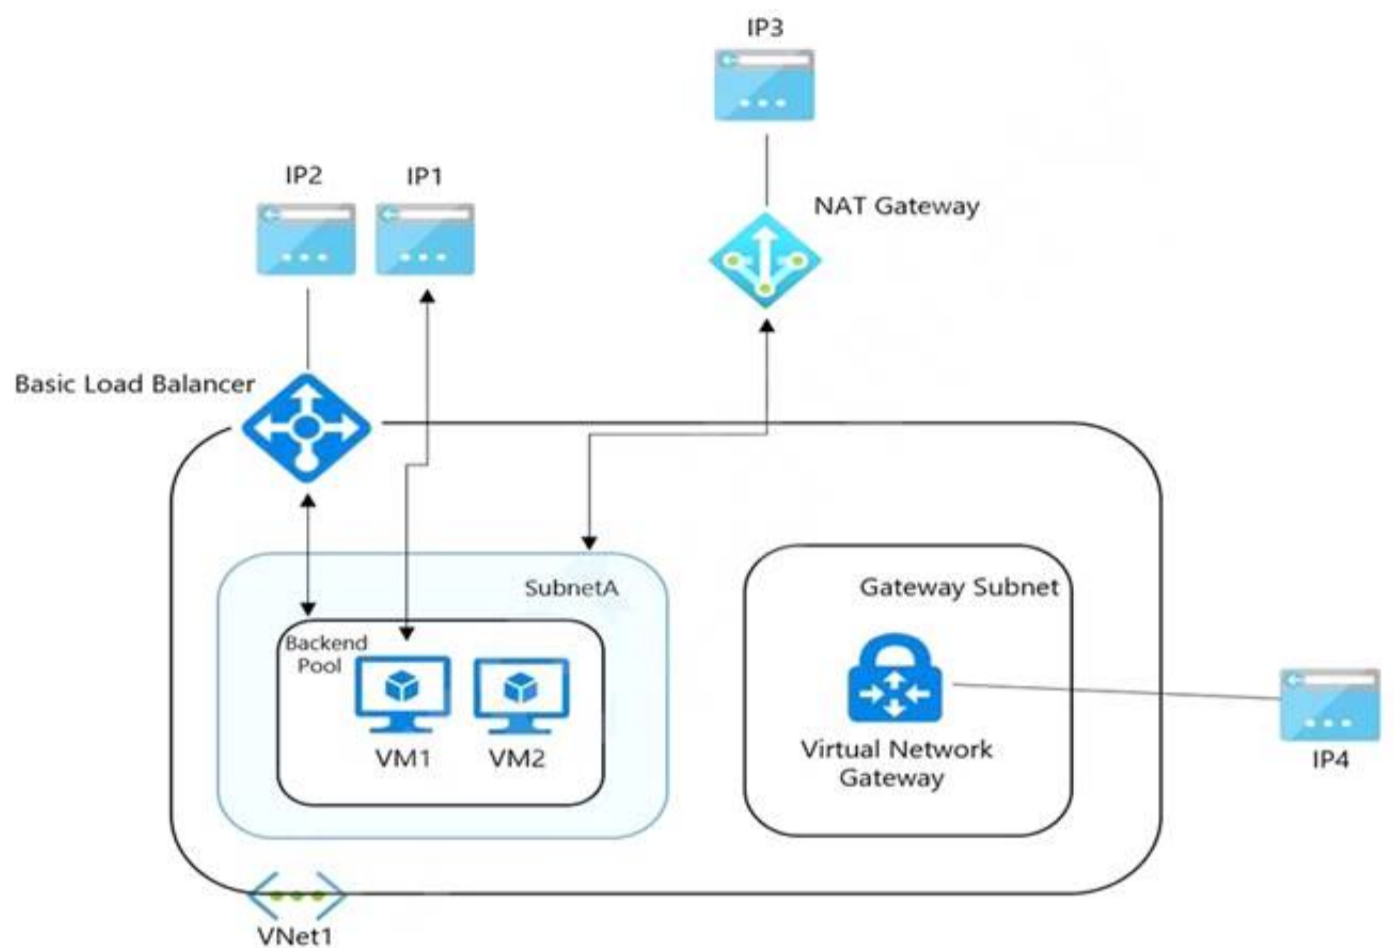 IP3
IP2
IP1
NAT Gateway
Basic Load Balancer
SubnetA
Gateway Subnet
Backend
Pool
VM1
VM2
Virtual Network
Gateway
IP4
VNet1